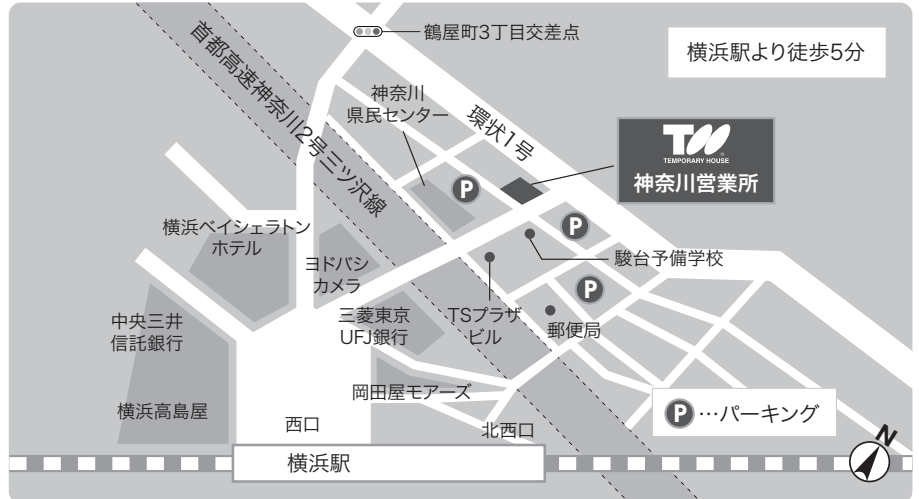 鶴屋町3丁目交差点
横浜駅より徒歩5分
首都高速神奈川2号三ツ沢線
神奈川
県民センター
環状1号
TEMPORARY HOUSE
神奈川営業所
P
P
横浜ベイシェラトン
ホテル
ヨドバシ
カメラ
駿台予備学校
P
中央三井
信託銀行
三菱東京
UFJ銀行
TSプラザ
ビル
郵便局
岡田屋モアーズ
横浜高島屋
P…パーキング
西口
北西口
横浜駅
N